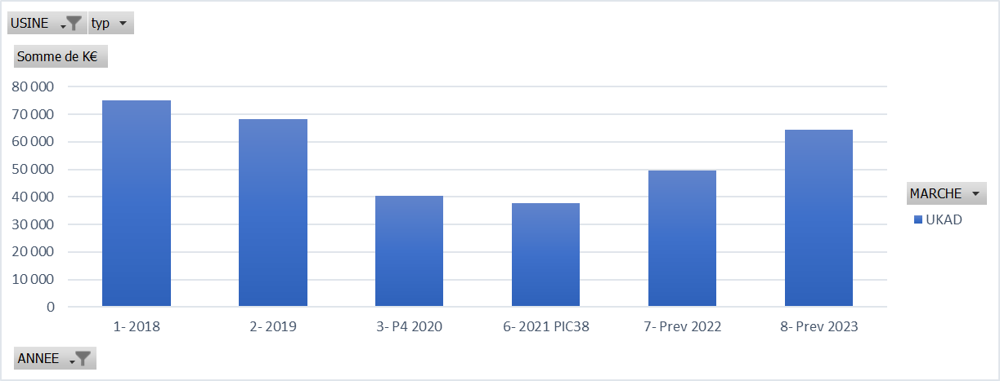 USINE typ
Somme de K€
80 000
70 000
60 000
50 000
40 000
30 000
20 000
10 000
0
1- 2018 2- 2019 3- P4 2020 6- 2021 PIC38 7- Prev 2022 8- Prev 2023
MARCHE
UKAD
ANNEE